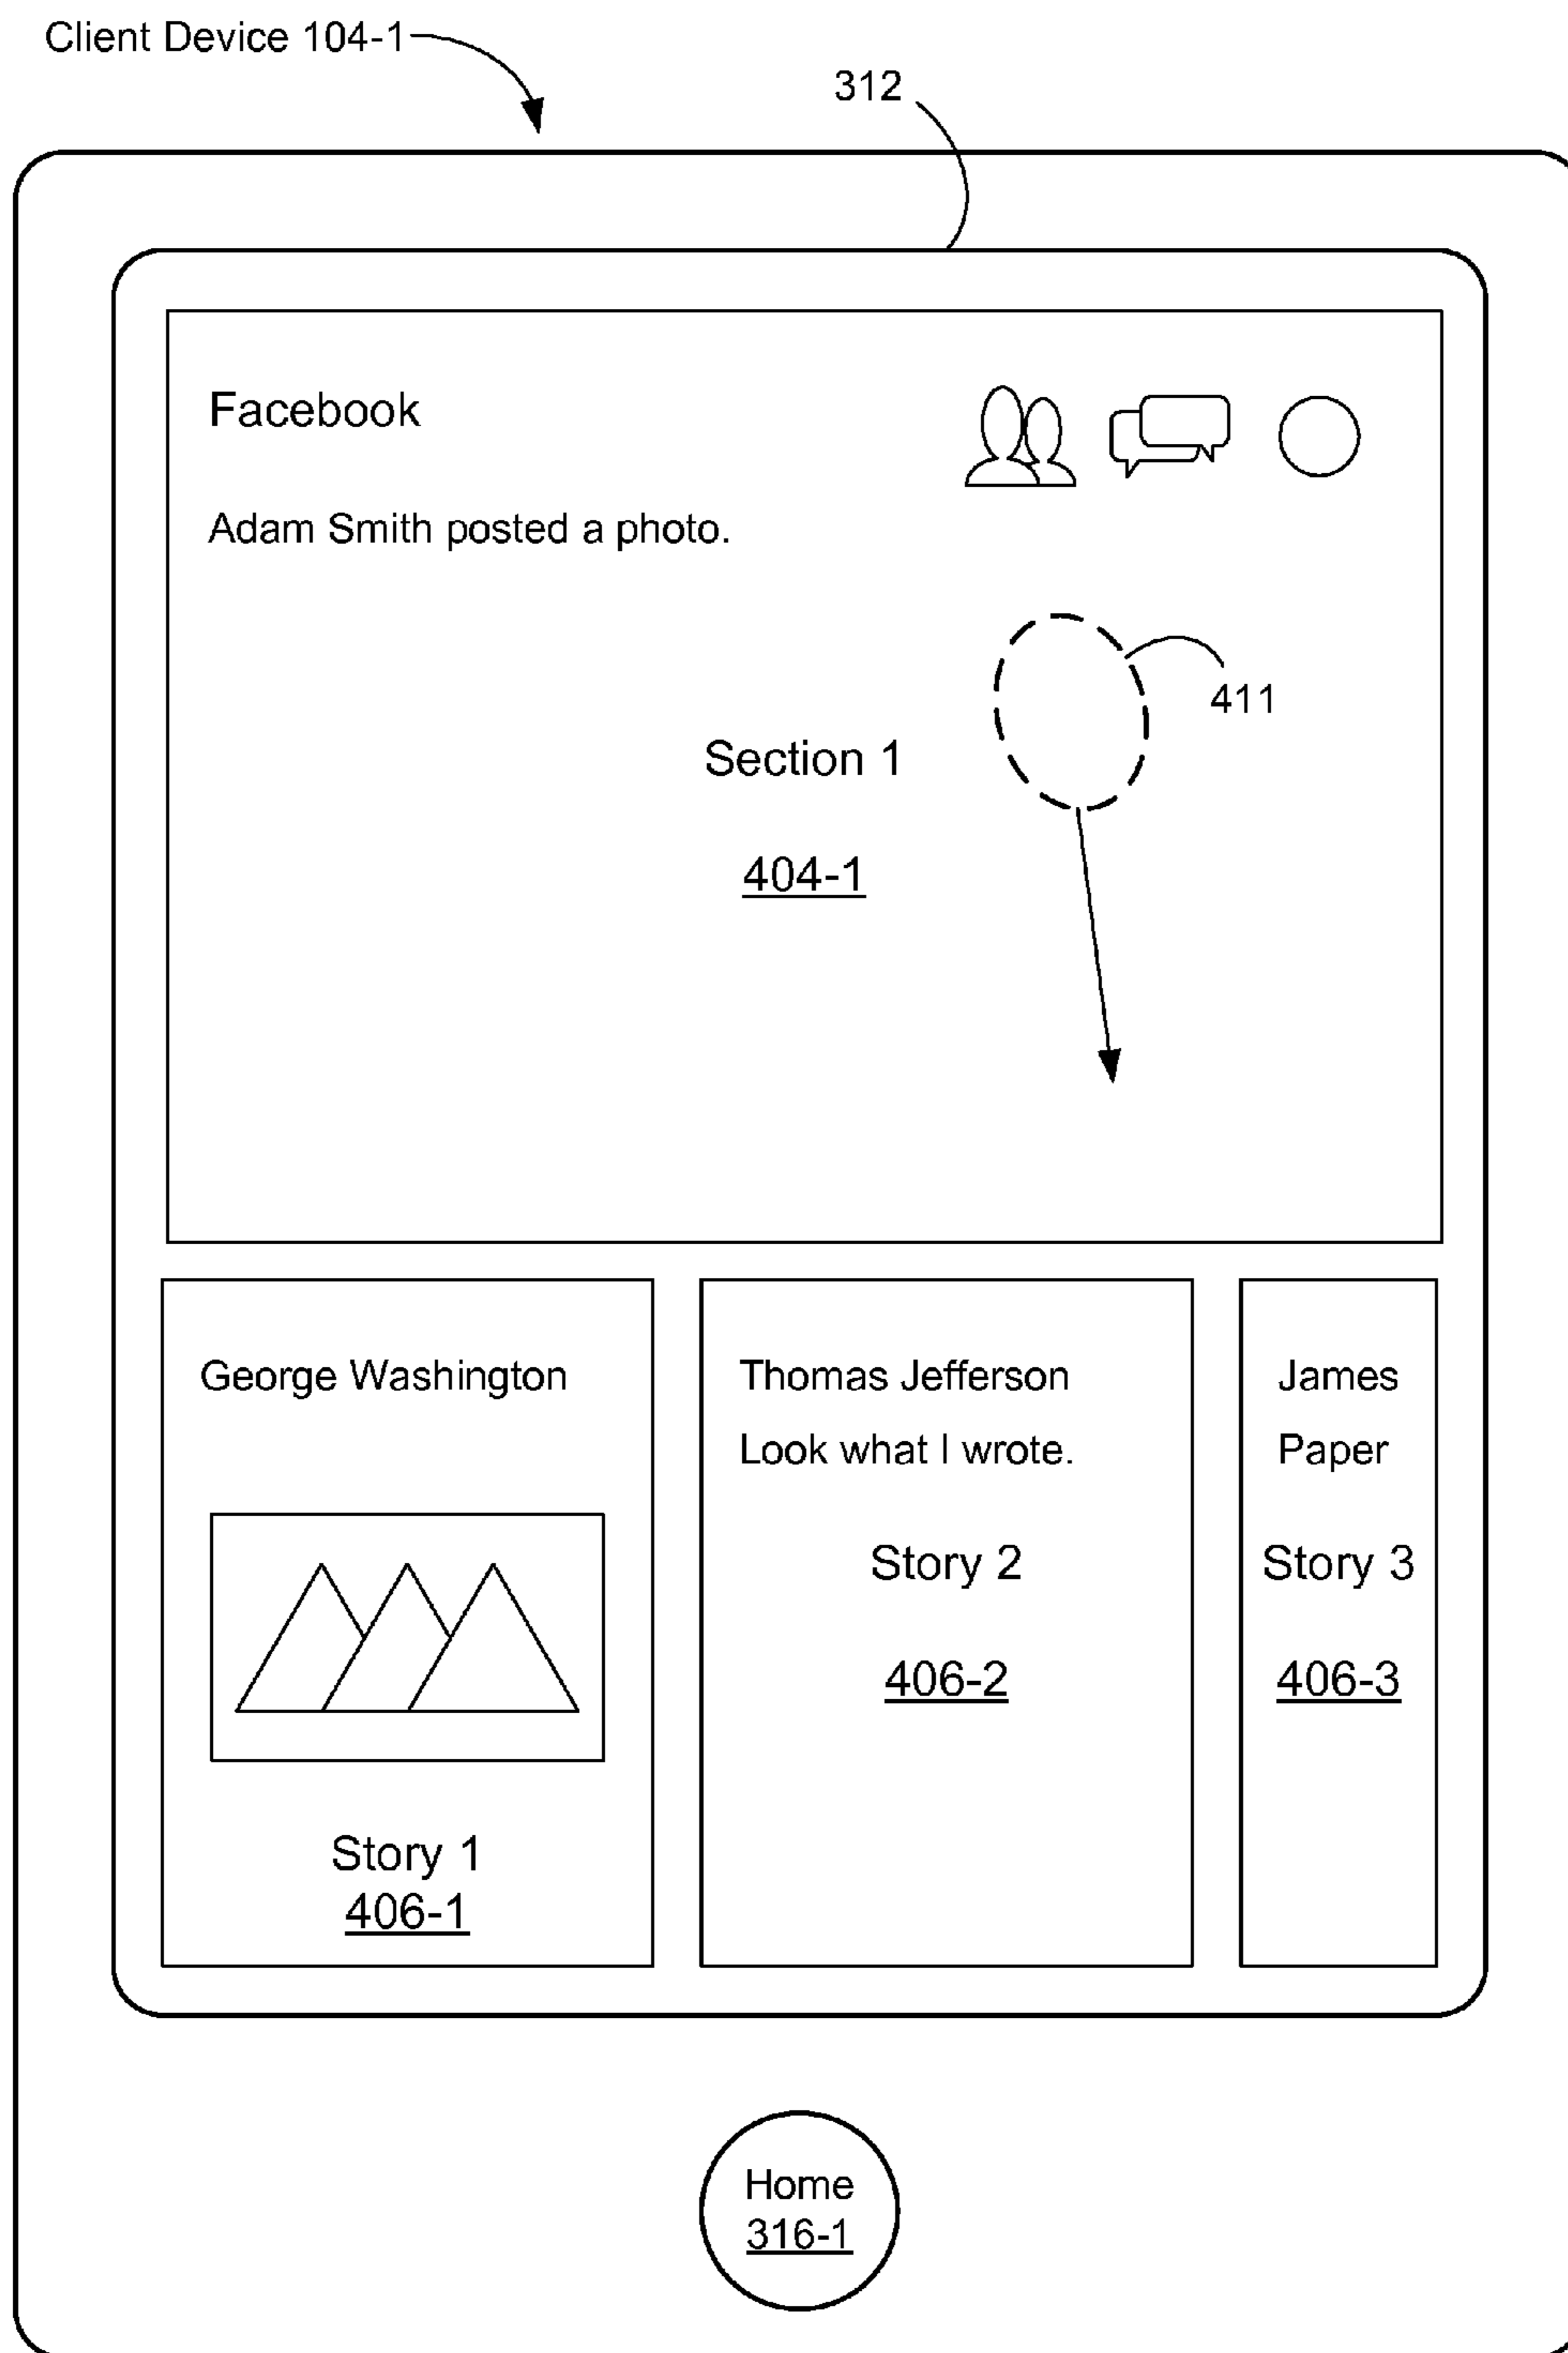 Client Device 104-1
312
Facebook
Adam Smith posted a photo.
411
Section 1
404-1
George Washington
Story 1
406-1
Thomas Jefferson
Look what I wrote.
Story 2
406-2
James
Paper
Story 3
406-3
Home
316-1